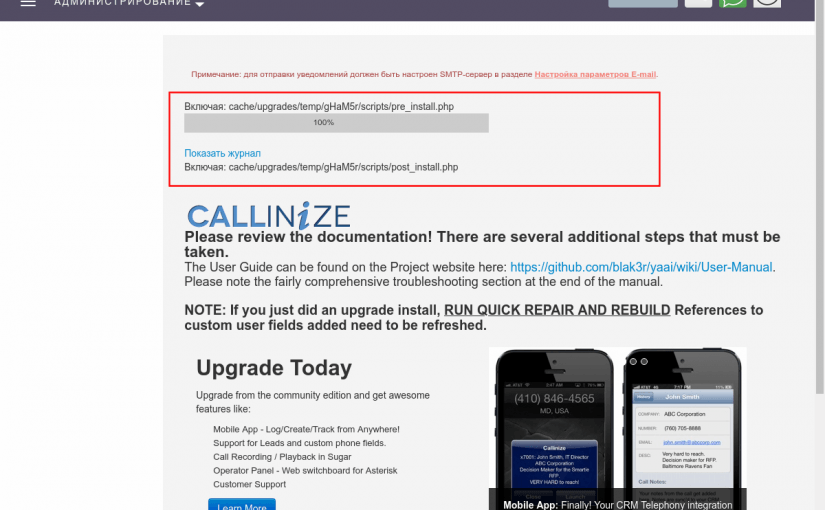 АДМИНИСТРИРОВАНИЕ
Примечание: для отправки уведомлений должен быть настроен SMTP-сервер в разделе Настройка параметров E-mail.
Включая: cache/upgrades/temp/gHaM5r/scripts/pre_install.php
100%
Показать журнал
Включая: cache/upgrades/temp/gHaM5r/scripts/post_install.php
CALLINiZE
Please review the documentation! There are several additional steps that must be
taken.
The User Guide can be found on the Project website here: https://github.com/blak3r/yaai/wiki/User-Manual.
Please note the fairly comprehensive troubleshooting section at the end of the manual.
NOTE: If you just did an upgrade install, RUN QUICK REPAIR AND REBUILD References to
custom user fields added need to be refreshed.
Upgrade Today
Upgrade from the community edition and get awesome
features like:
Mobile App - Log/Create/Track from Anywhere!
Support for Leads and custom phone fields.
Call Recording / Playback in Sugar
Operator Panel - Web switchboard for Asterisk
Customer Support
Learn More
(410) 846-4565
MD, USA
Callinize
x7001: John Smith, IT Director
ABC Corporation
Decision Maker for the Smartie
RFP.
VERY HARD to reach!
7:17 PM
John Smith
COMPANY: ABC Corporation
NUMBER: (760) 705-8888
EMAIL: john.smith@abccorp.com
DESC: Very hard to reach.
Decision maker for RFP.
Baltimore Ravens Fan
Call Notes:
Mobile App: Finally! Your CRM Telephony integration